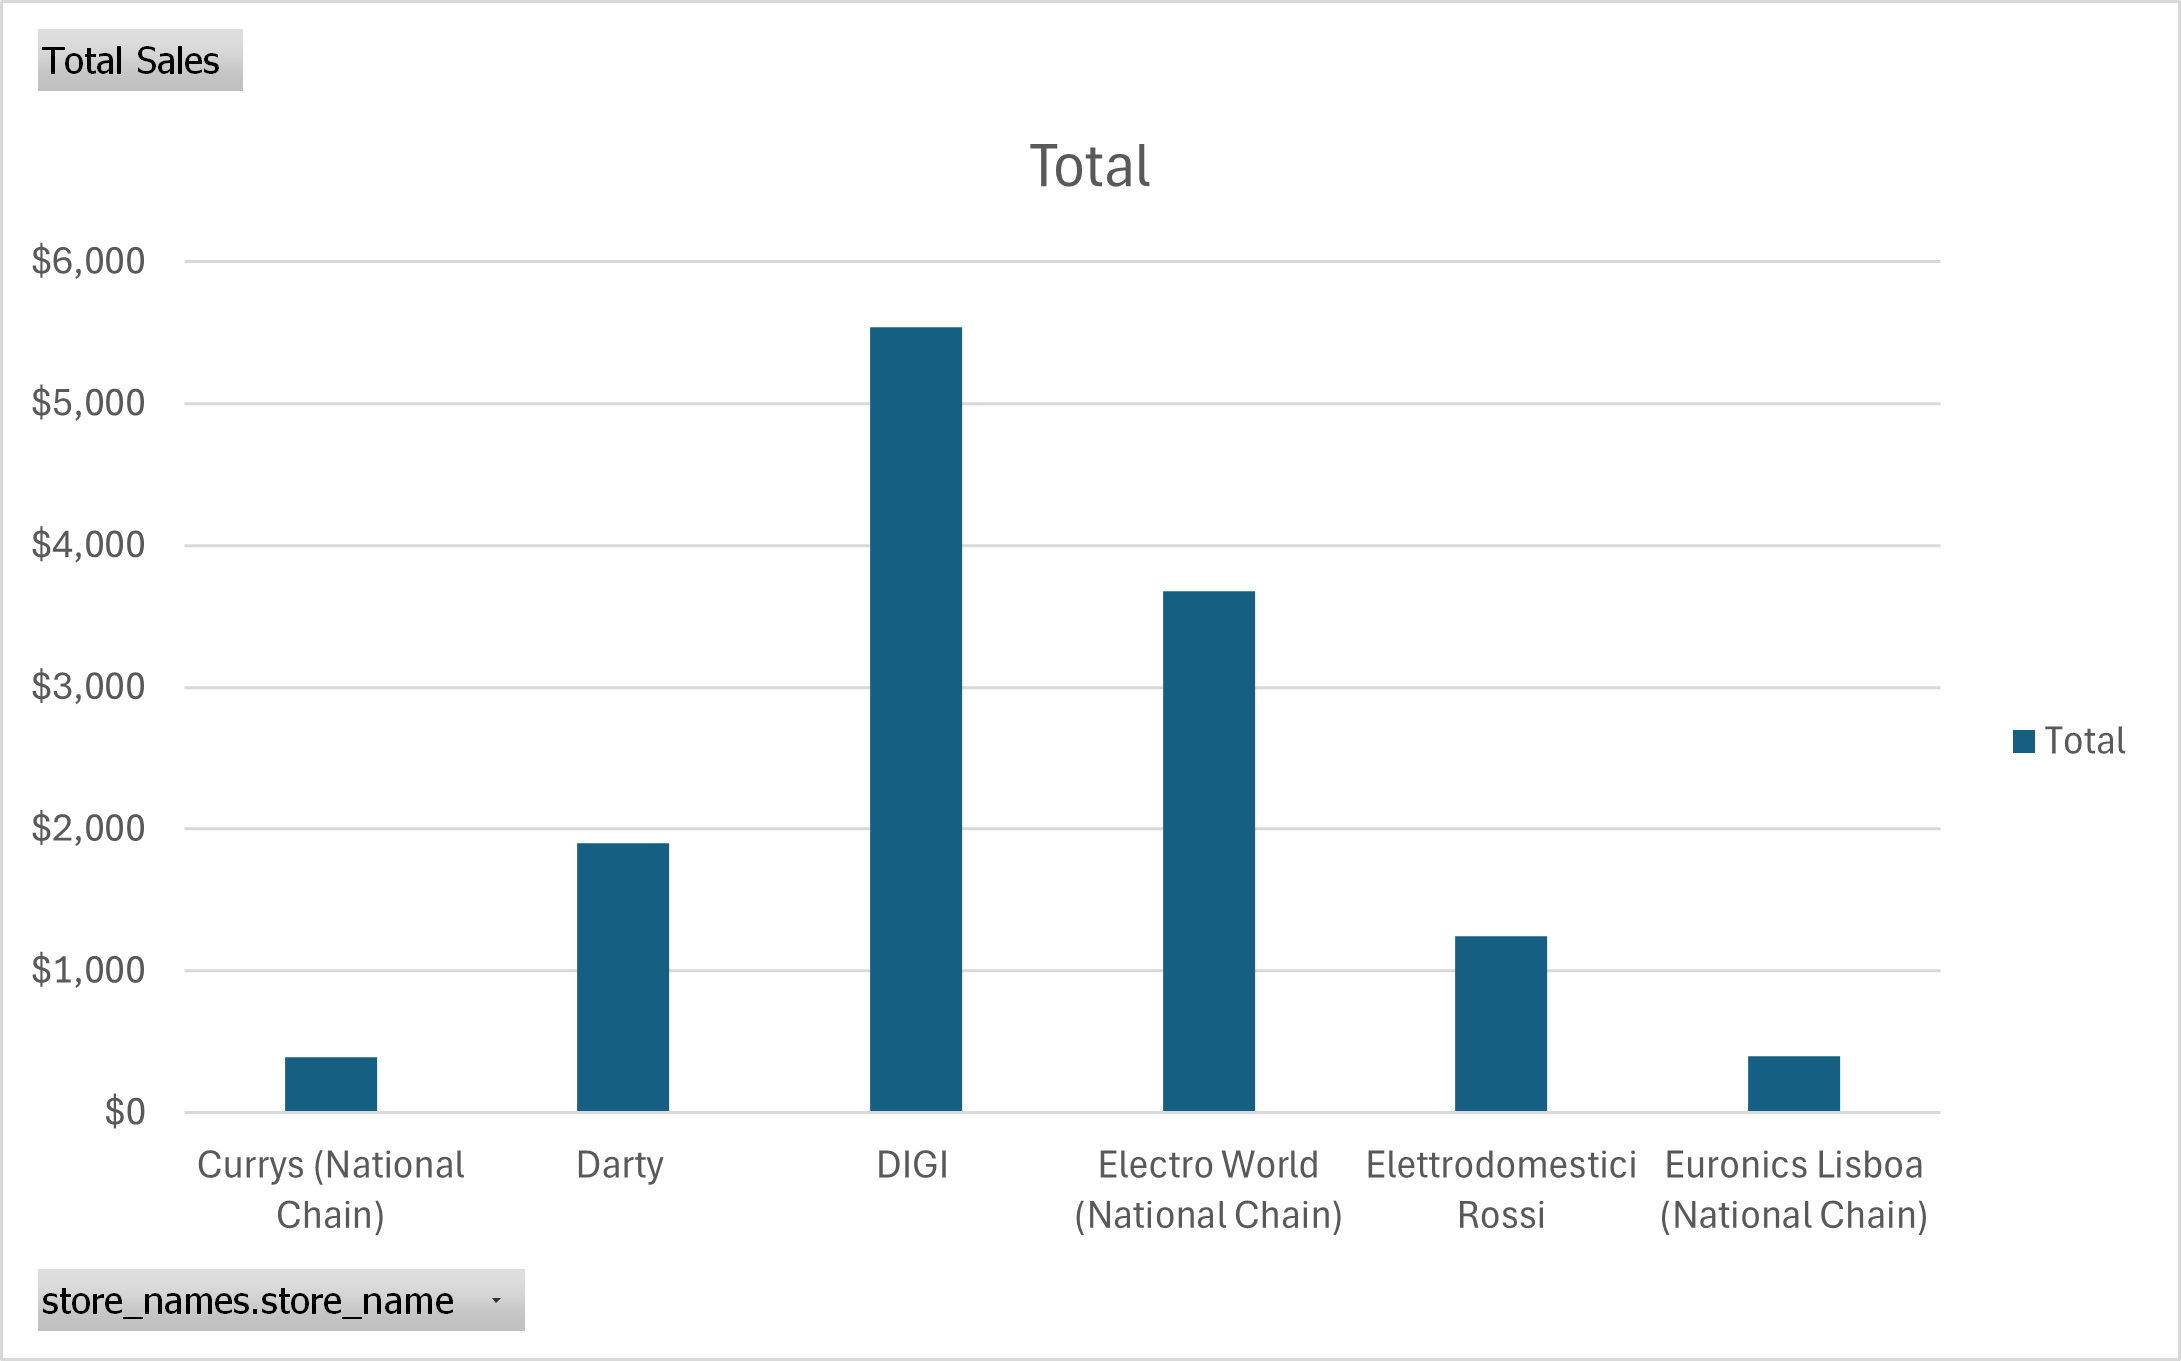 Total Sales
Total
$6,000
$5,000
$4,000
$3,000
$2,000
$1,000
$0
Currys (National
Chain)
Darty
DIGI
Electro World
(National Chain)
Elettrodomestici
Rossi
Euronics Lisboa
(National Chain)
Total
store_names.store_name